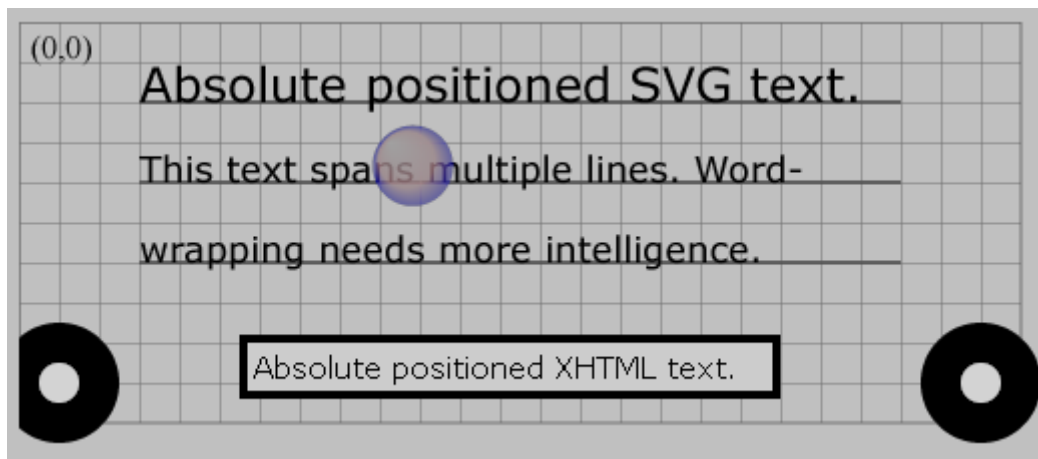 (0,0)
Absolute positioned SVG text.
This text spans multiple lines. Word-
wrapping needs more intelligence.
Absolute positioned XHTML text.